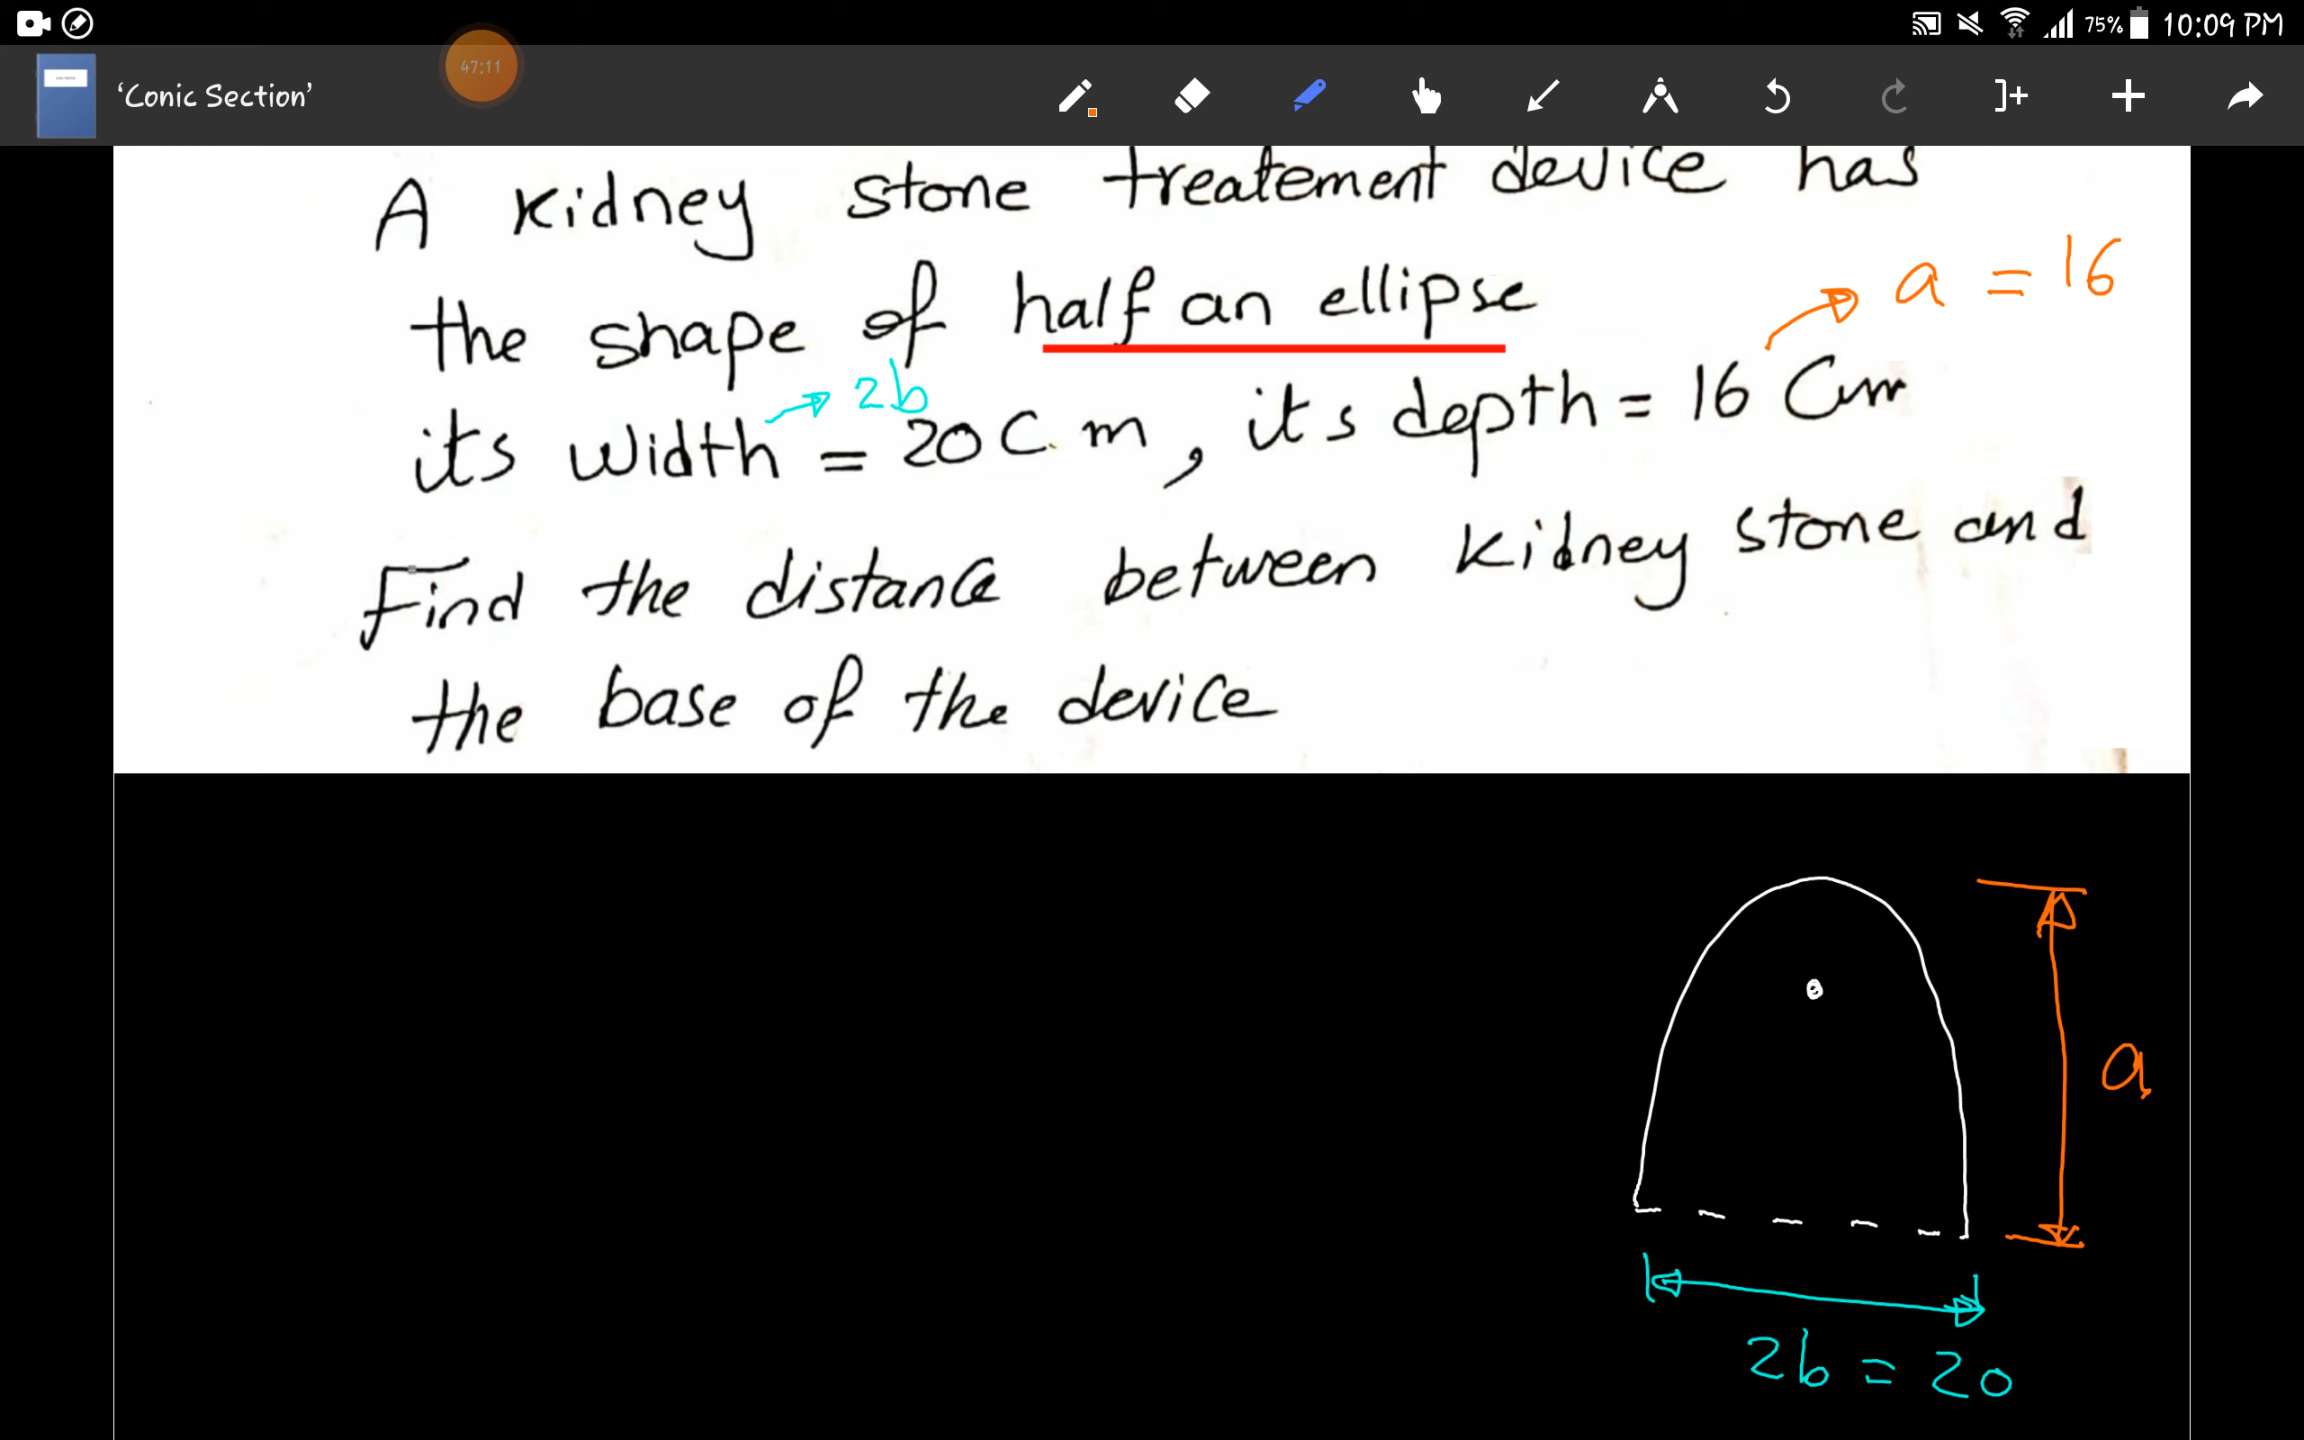 75% 10:09 PM
‘Conic Section’
47:11
A kidney stone treatement device has
the shape of half an ellipse
a = 16
2b
its width = 20 C.m, its depth = 16 Cm
Find the distance between kidney stone and
the base of the device
a
2b = 20